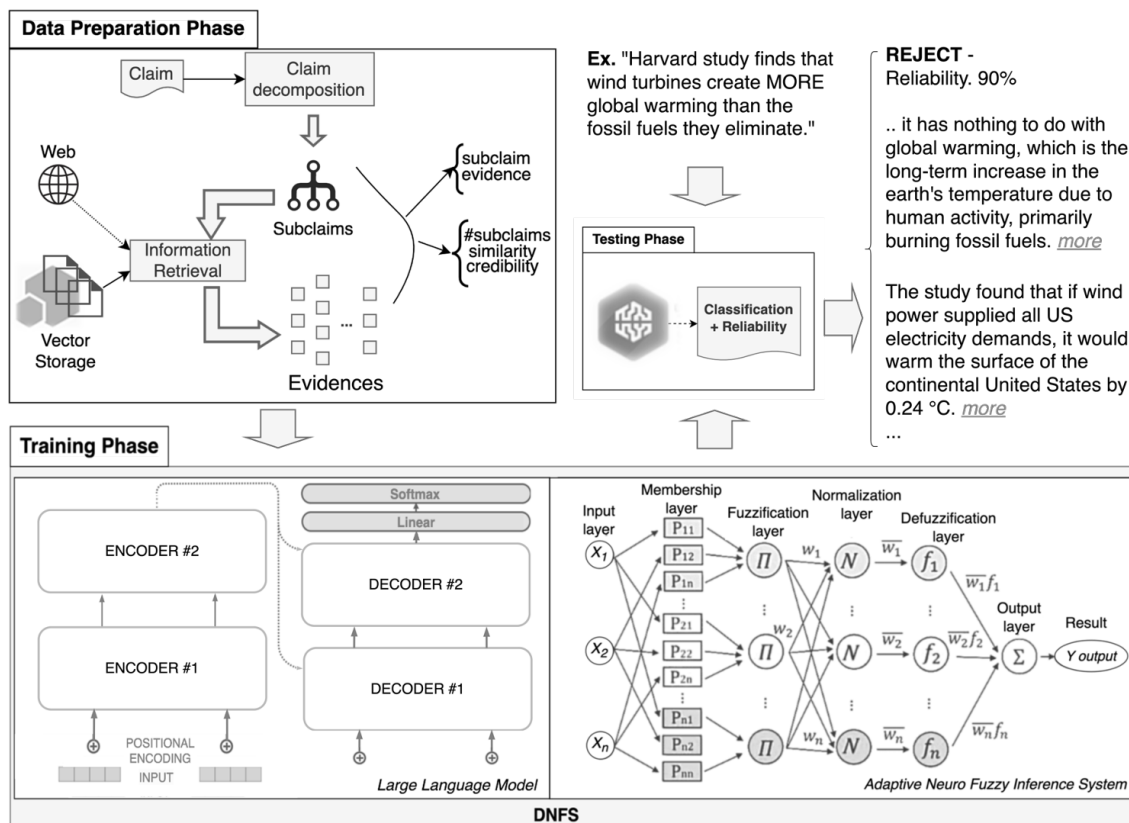 Data Preparation Phase
Claim
Claim
decomposition
Web
Subclaims
subclaim
evidence
#subclaims
similarity
credibility
Information
Retrieval
Vector
Storage
...
Evidences
Ex. "Harvard study finds that
wind turbines create MORE
global warming than the
fossil fuels they eliminate."
Testing Phase
Classification
+ Reliability
REJECT -
Reliability. 90%
.. it has nothing to do with
global warming, which is the
long-term increase in the
earth's temperature due to
human activity, primarily
burning fossil fuels. more
The study found that if wind
power supplied all US
electricity demands, it would
warm the surface of the
continental United States by
0.24 °C. more
...
Training Phase
ENCODER #2
ENCODER #1
POSITIONAL
ENCODING
INPUT
Softmax
Linear
DECODER #2
DECODER #1
Large Language Model
Input
layer
Membership
layer
Fuzzification
layer
Normalization
layer
Defuzzification
layer
Output
layer
Result
X1
X2
Xn
P11
P12
P1n
⋮
P21
P22
P2n
⋮
Pn1
Pn2
Pnn
Π
⋮
Π
⋮
Π
w1
w2
wn
N
⋮
N
⋮
N
w̅1
w̅2
w̅n
f1
⋮
f2
⋮
fn
w̅1f1
w̅2f2
w̅nfn
Σ
Y output
Adaptive Neuro Fuzzy Inference System
DNFS